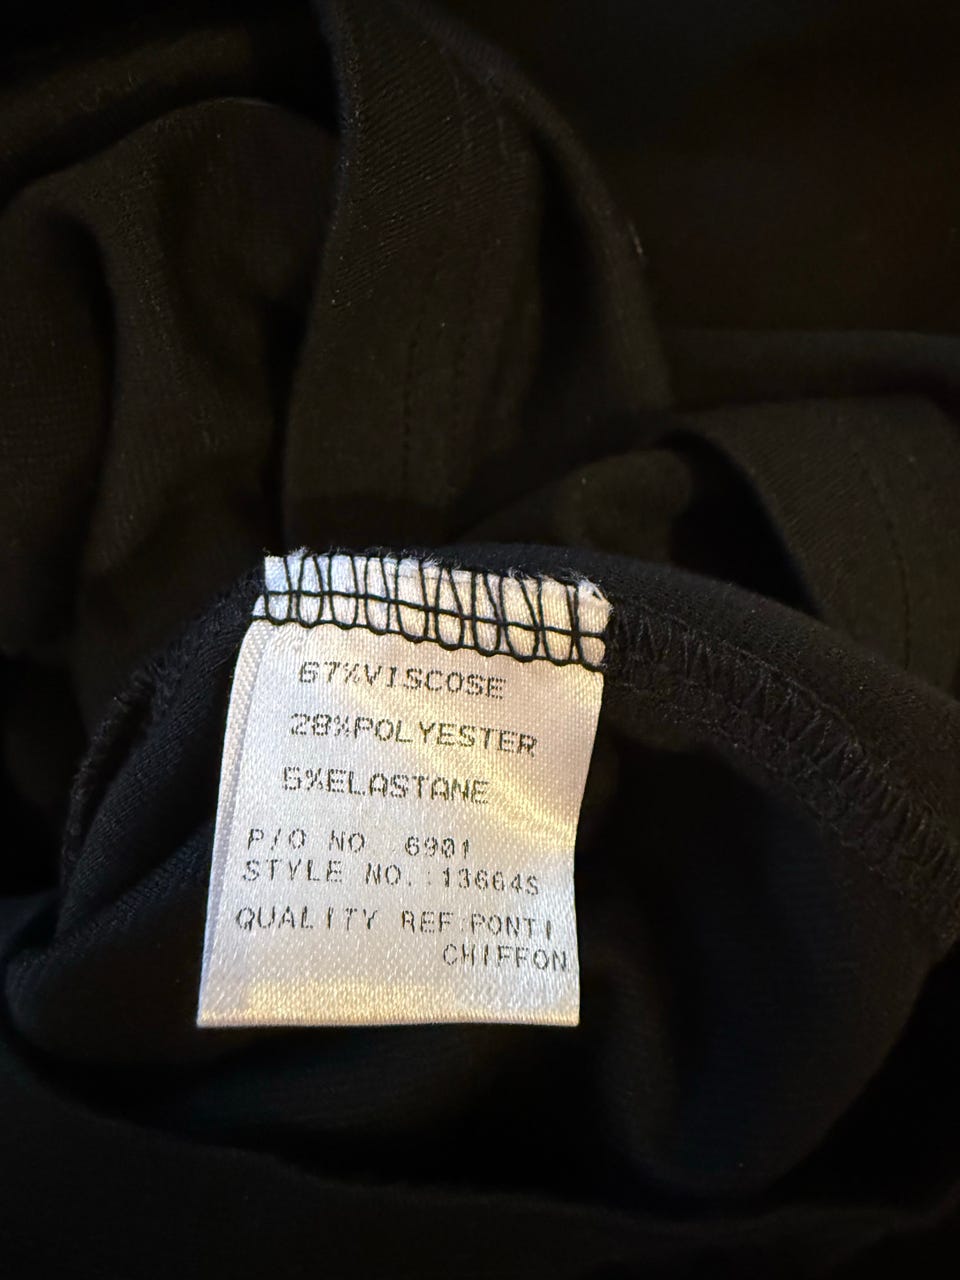 67%VISCOSE
28%POLYESTER
5%ELASTANE
P/O NO :6901
STYLE NO.:13664S
QUALITY REF:PONTI
CHIFFON